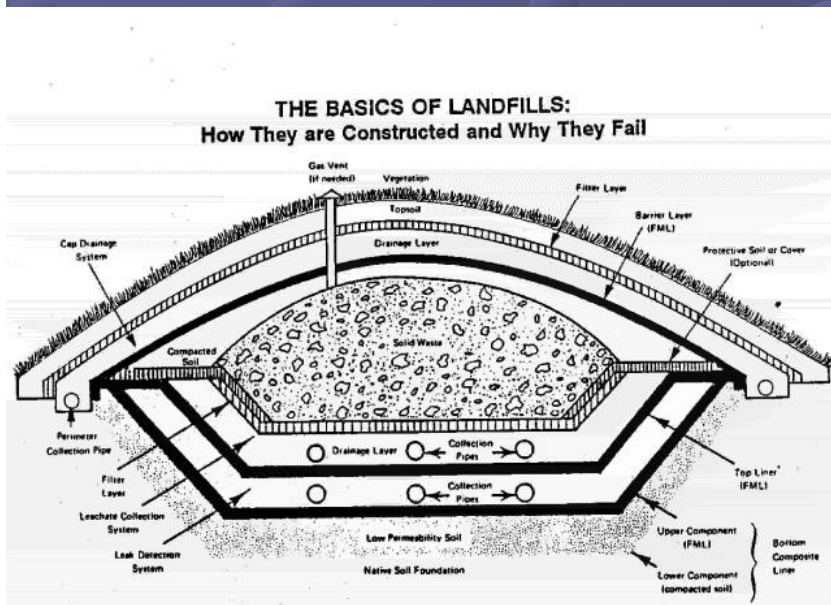 THE BASICS OF LANDFILLS:
How They are Constructed and Why They Fail
Gas Vent
(if needed)
Vegetation
Filter Layer
Topsoil
Barrier Layer
(FML)
Cap Drainage
System
Drainage Layer
Protective Soil or Cover
(Optional)
Solid Waste
Compacted
Soil
Perimeter
Collection Pipe
Drainage Layer
Collection
Pipes
Filter
Layer
Top Liner
(FML)
Leachate Collection
System
Collection
Pipes
Leak Detection
System
Low Permeability Soil
Upper Component
(FML)
Bottom
Composite
Liner
Native Soil Foundation
Lower Component
(compacted soil)